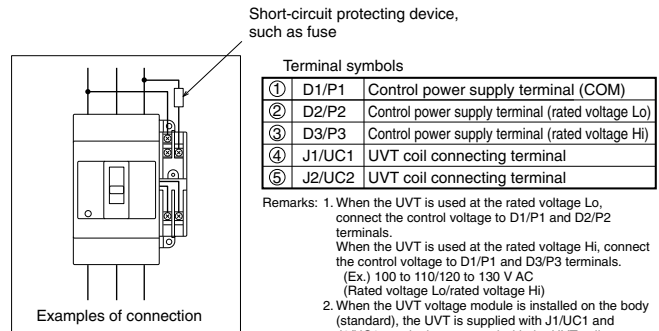 Short-circuit protecting device,
such as fuse
Examples of connection
Terminal symbols
① D1/P1 Control power supply terminal (COM)
② D2/P2 Control power supply terminal (rated voltage Lo)
③ D3/P3 Control power supply terminal (rated voltage Hi)
④ J1/UC1 UVT coil connecting terminal
⑤ J2/UC2 UVT coil connecting terminal
Remarks: 1. When the UVT is used at the rated voltage Lo,
connect the control voltage to D1/P1 and D2/P2
terminals.
When the UVT is used at the rated voltage Hi, connect
the control voltage to D1/P1 and D3/P3 terminals.
(Ex.) 100 to 110/120 to 130 V AC
(Rated voltage Lo/rated voltage Hi)
2. When the UVT voltage module is installed on the body
(standard), the UVT is supplied with J1/UC1 and